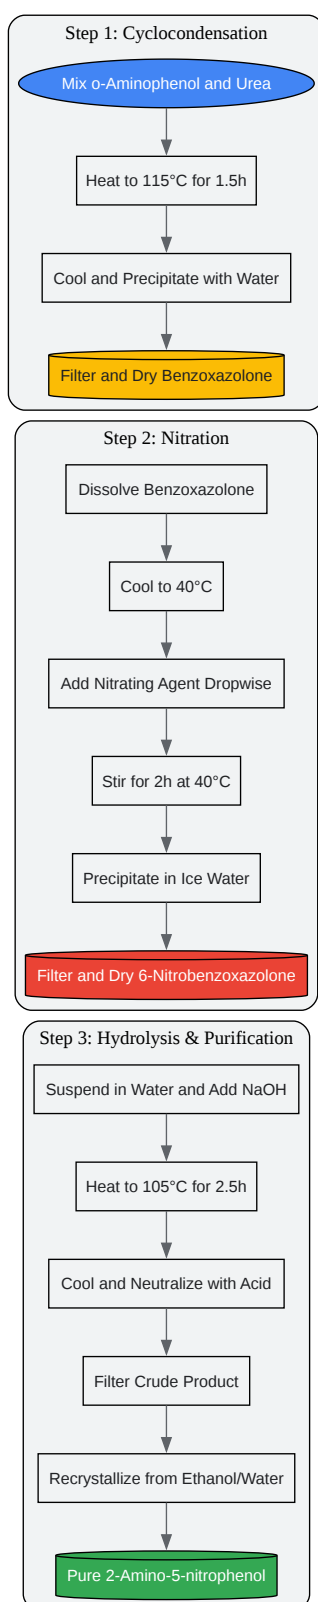 Step 1: Cyclocondensation
Mix o-Aminophenol and Urea
Heat to 115°C for 1.5h
Cool and Precipitate with Water
Filter and Dry Benzoxazolone
Step 2: Nitration
Dissolve Benzoxazolone
Cool to 40°C
Add Nitrating Agent Dropwise
Stir for 2h at 40°C
Precipitate in Ice Water
Filter and Dry 6-Nitrobenzoxazolone
Step 3: Hydrolysis & Purification
Suspend in Water and Add NaOH
Heat to 105°C for 2.5h
Cool and Neutralize with Acid
Filter Crude Product
Recrystallize from Ethanol/Water
Pure 2-Amino-5-nitrophenol